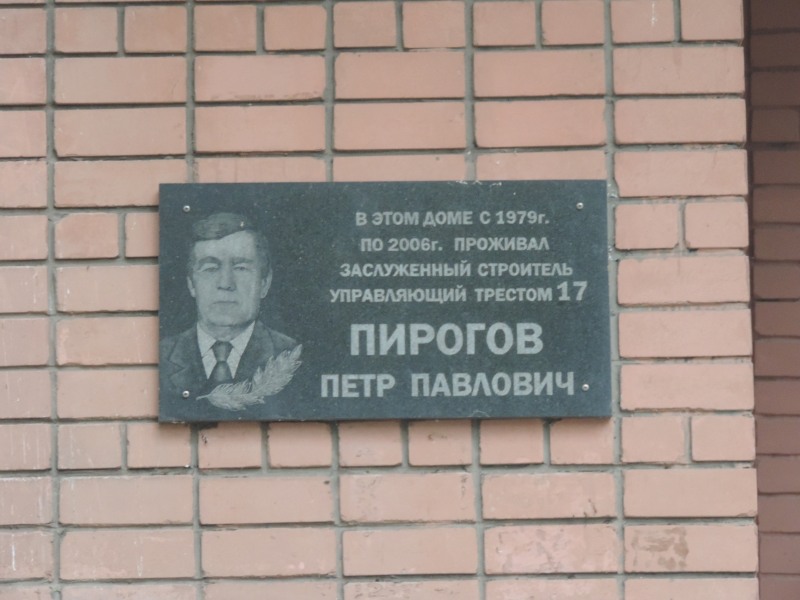 В ЭТОМ ДОМЕ С 1979г.
ПО 2006г. ПРОЖИВАЛ
ЗАСЛУЖЕННЫЙ СТРОИТЕЛЬ
УПРАВЛЯЮЩИЙ ТРЕСТОМ 17
ПИРОГОВ
ПЕТР ПАВЛОВИЧ